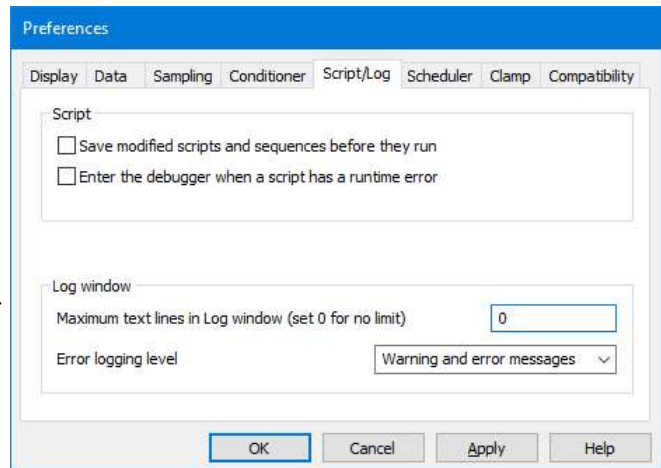 Preferences
Display Data Sampling Conditioner Script/Log Scheduler Clamp Compatibility
Script
Save modified scripts and sequences before they run
Enter the debugger when a script has a runtime error
Log window
Maximum text lines in Log window (set 0 for no limit) 0
Error logging level Warning and error messages
OK Cancel Apply Help